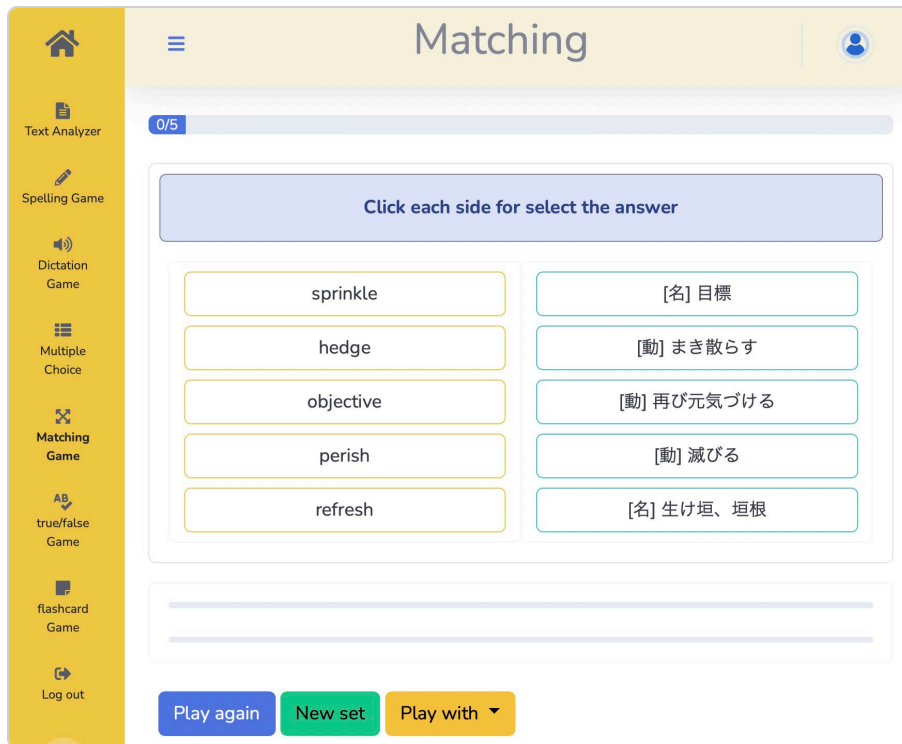 Matching
Text Analyzer
Spelling Game
Dictation
Game
Multiple
Choice
Matching
Game
AB
true/false
Game
flashcard
Game
Log out
0/5
Click each side for select the answer
sprinkle
[名] 目標
hedge
[動] まき散らす
objective
[動] 再び元気づける
perish
[動] 滅びる
refresh
[名] 生け垣、垣根
Play again
New set
Play with